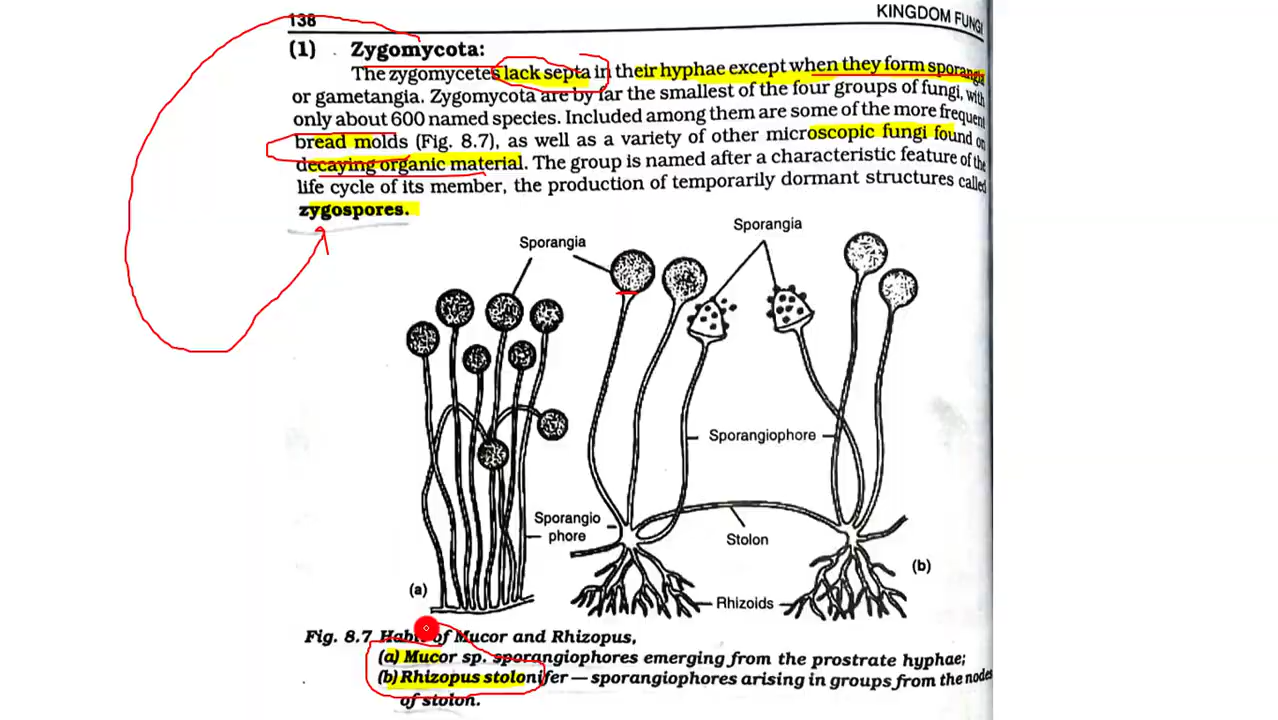 138
KINGDOM FUNGI
(1) Zygomycota:
The zygomycetes lack septa in their hyphae except when they form sporangia
or gametangia. Zygomycota are by far the smallest of the four groups of fungi, with
only about 600 named species. Included among them are some of the more frequent
bread molds (Fig. 8.7), as well as a variety of other microscopic fungi found on
decaying organic material. The group is named after a characteristic feature of the
life cycle of its member, the production of temporarily dormant structures called
zygospores.
Sporangia
Sporangia
Sporangiophore
Sporangio
phore
Stolon
(a)
(b)
Rhizoids
Fig. 8.7 Habit of Mucor and Rhizopus,
(a) Mucor sp. sporangiophores emerging from the prostrate hyphae;
(b) Rhizopus stolonifer — sporangiophores arising in groups from the nodes
of stolon.